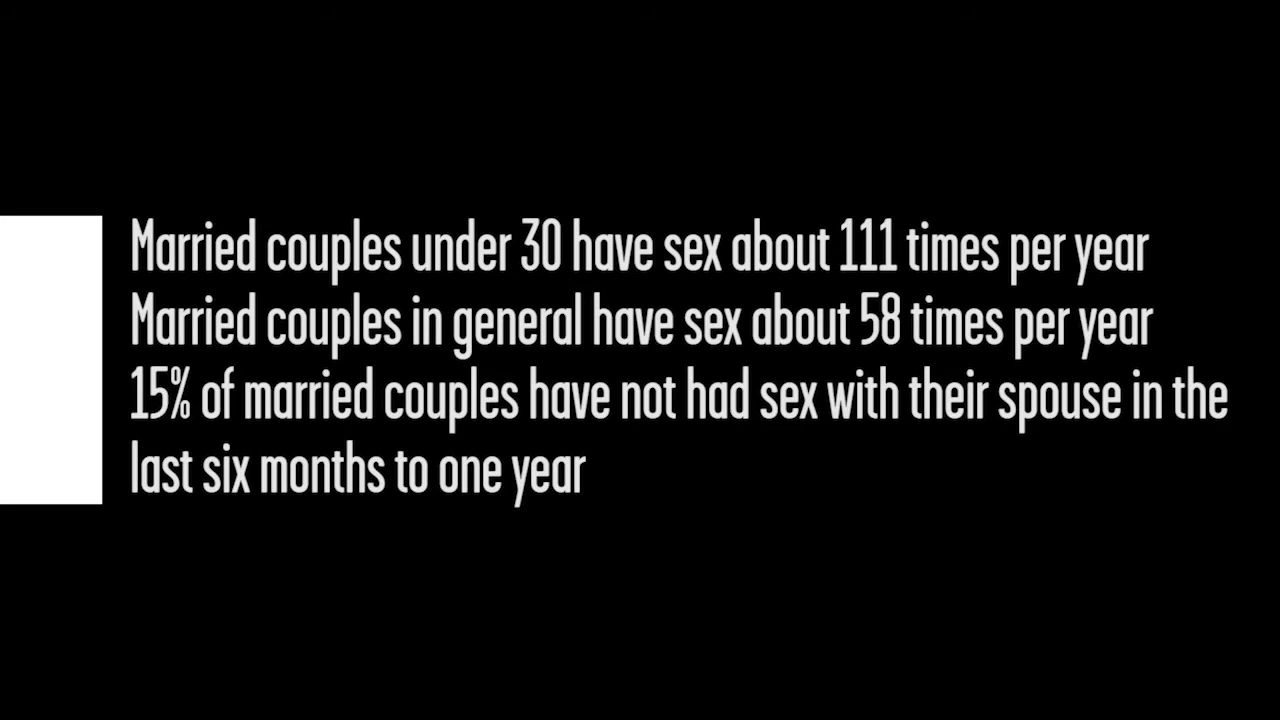 Married couples under 30 have sex about 111 times per year
Married couples in general have sex about 58 times per year
15% of married couples have not had sex with their spouse in the
last six months to one year